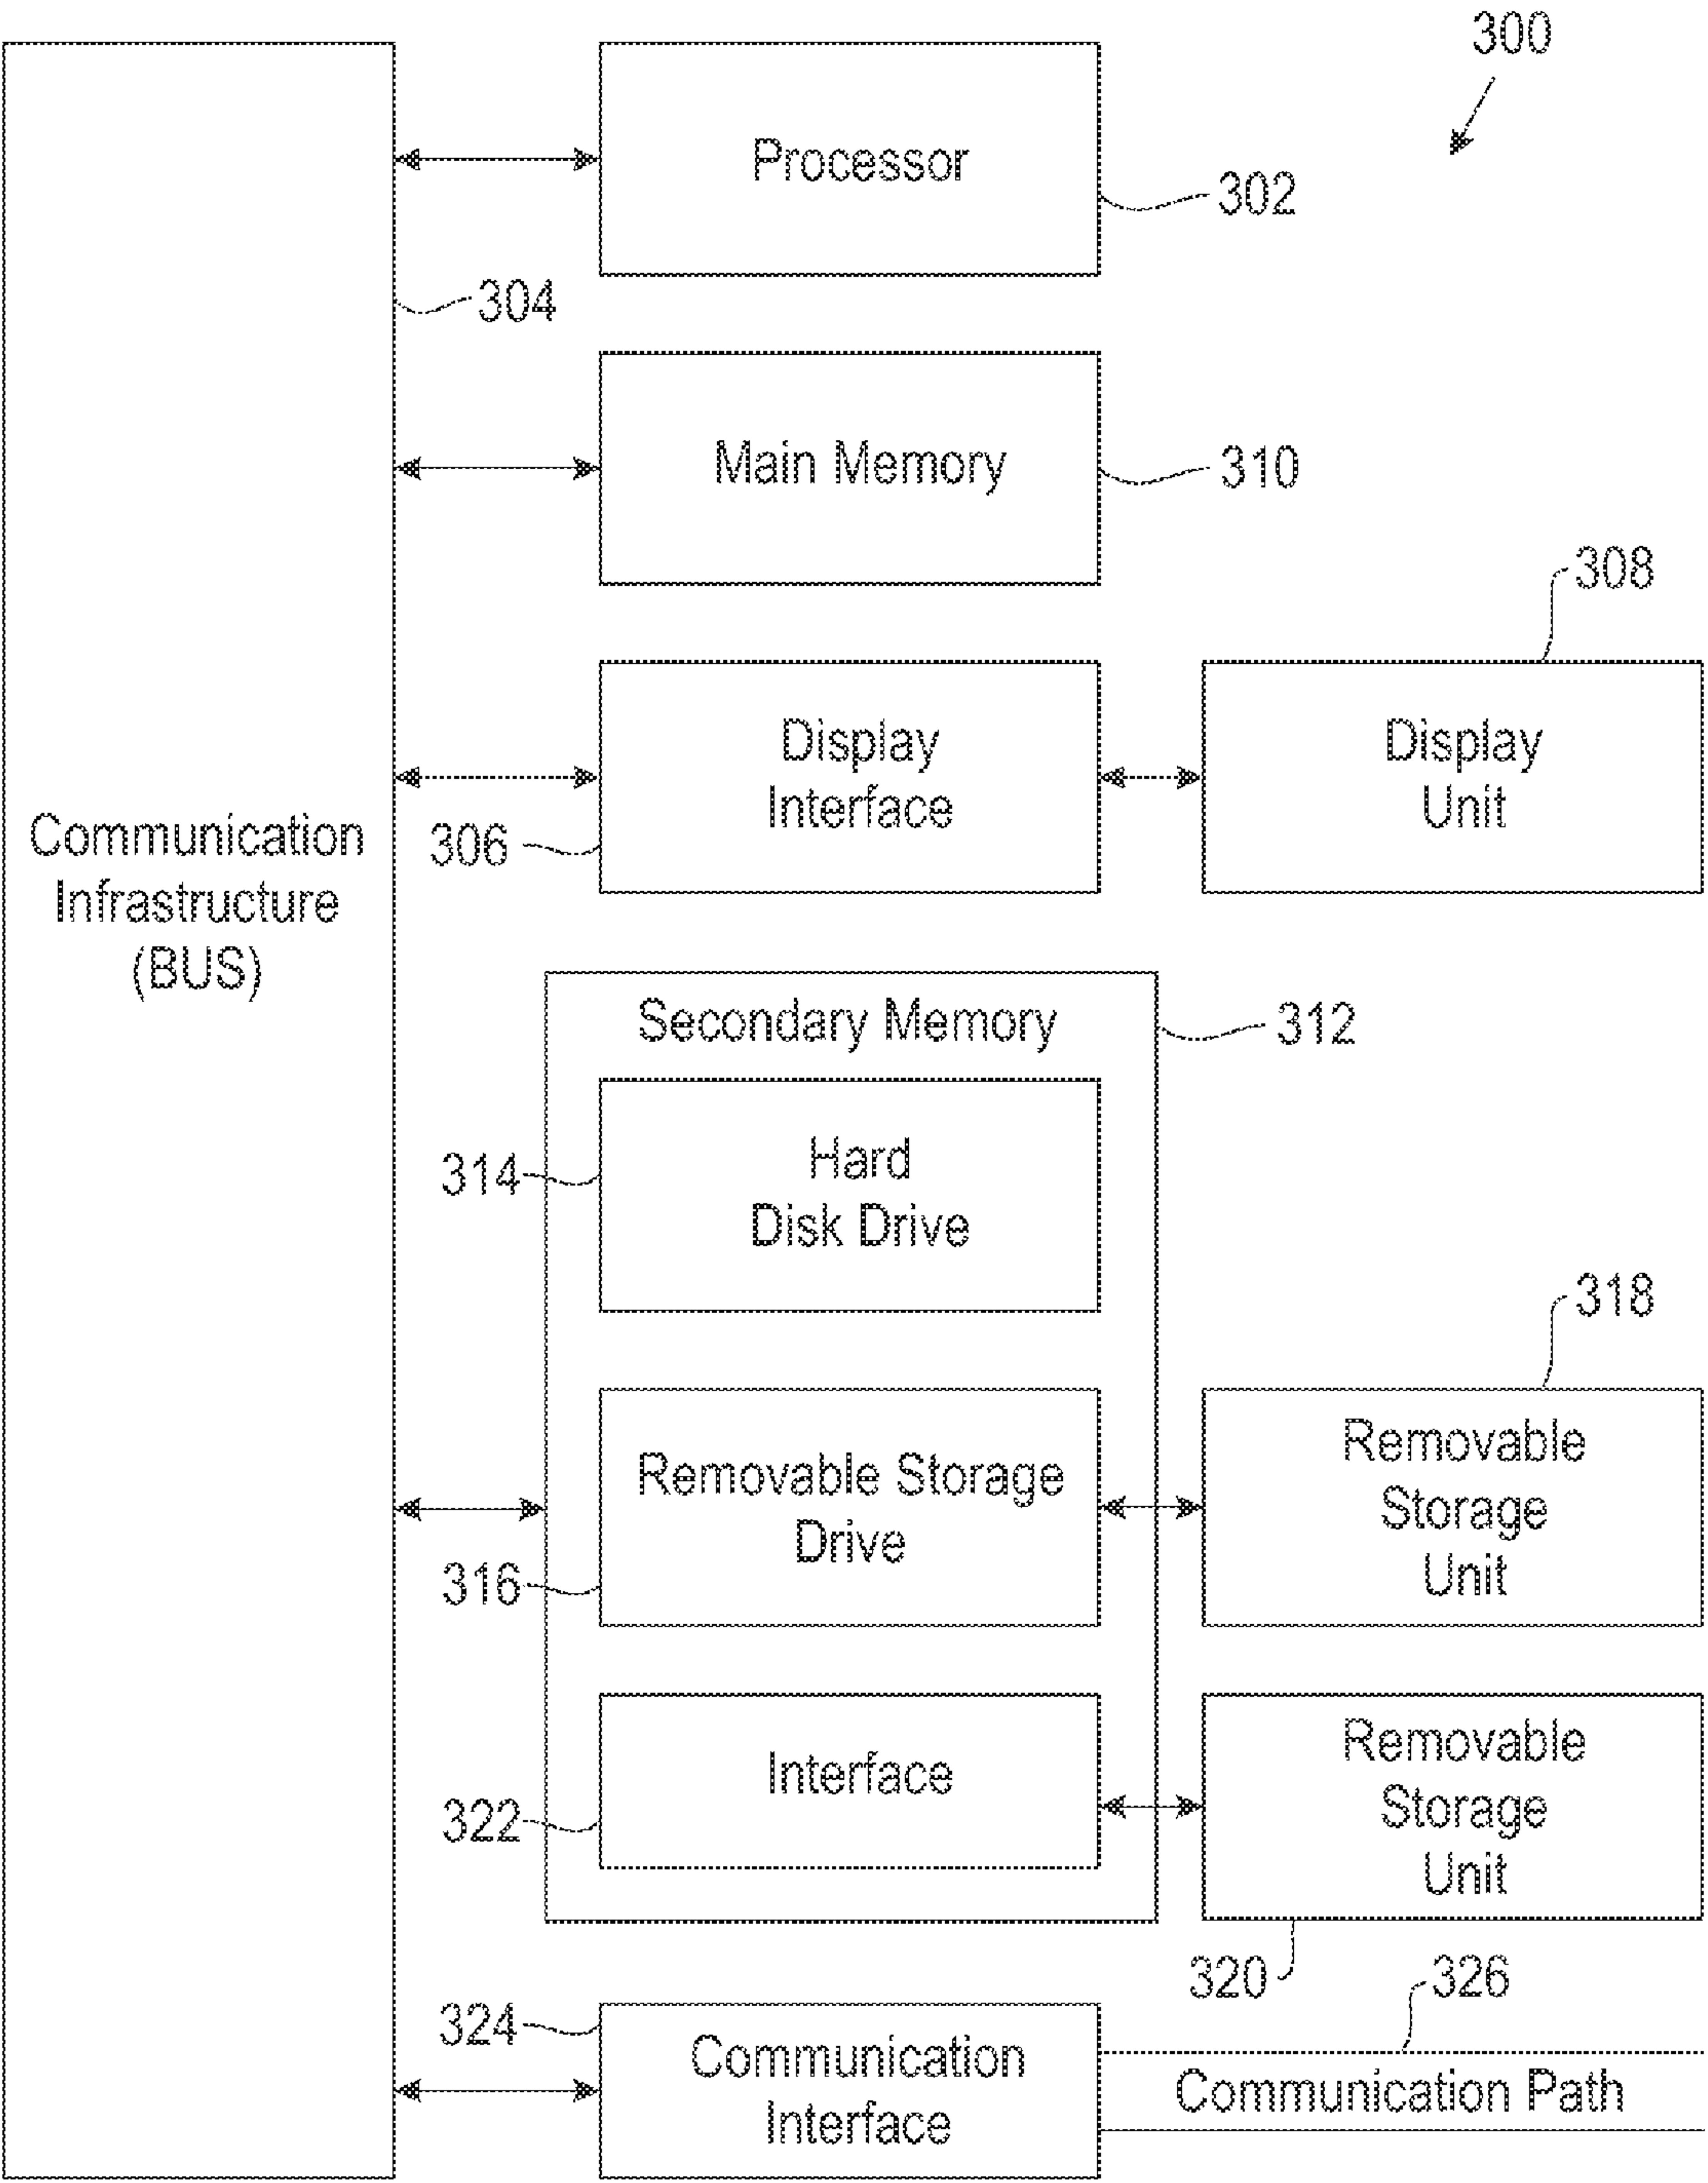 300
Processor
302
304
Main Memory
310
308
Display
Interface
306
Display
Unit
Communication
Infrastructure
(BUS)
Secondary Memory
312
Hard
Disk Drive
314
318
Removable Storage
Drive
316
Removable
Storage
Unit
Interface
322
Removable
Storage
Unit
320
326
324
Communication
Interface
Communication Path